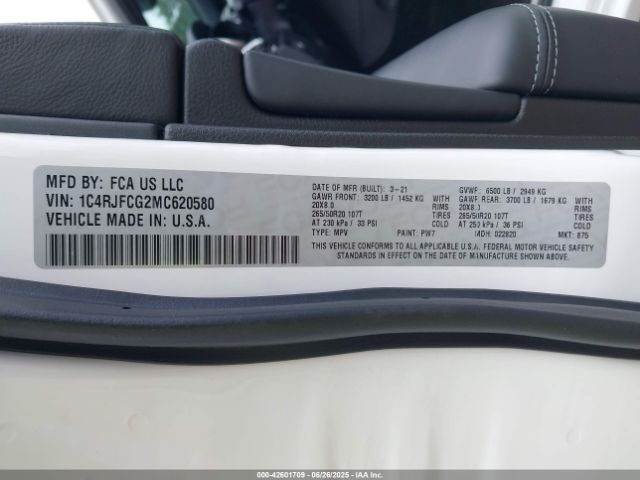 MFD BY: FCA US LLC
VIN: 1C4RJFCG2MC620580
VEHICLE MADE IN: U.S.A.
DATE OF MFR (BUILT): 3-21 GVWR: 6500 LB / 2949 KG
GAWR FRONT: 3200 LB / 1452 KG WITH GAWR REAR: 3700 LB / 1679 KG WITH
20X8.0 RIMS 20X8.0 RIMS
265/50R20 107T TIRES 265/50R20 107T TIRES
AT 230 kPa / 33 PSI COLD AT 250 kPa / 36 PSI COLD
TYPE: MPV PAINT: PW7 MDH: 022820 MKT: 875
THIS VEHICLE CONFORMS TO ALL APPLICABLE U.S.A. FEDERAL MOTOR VEHICLE SAFETY
STANDARDS IN EFFECT ON THE DATE OF MANUFACTURE SHOWN ABOVE.
000-42601709 - 06/26/2025 - IAAI.COM